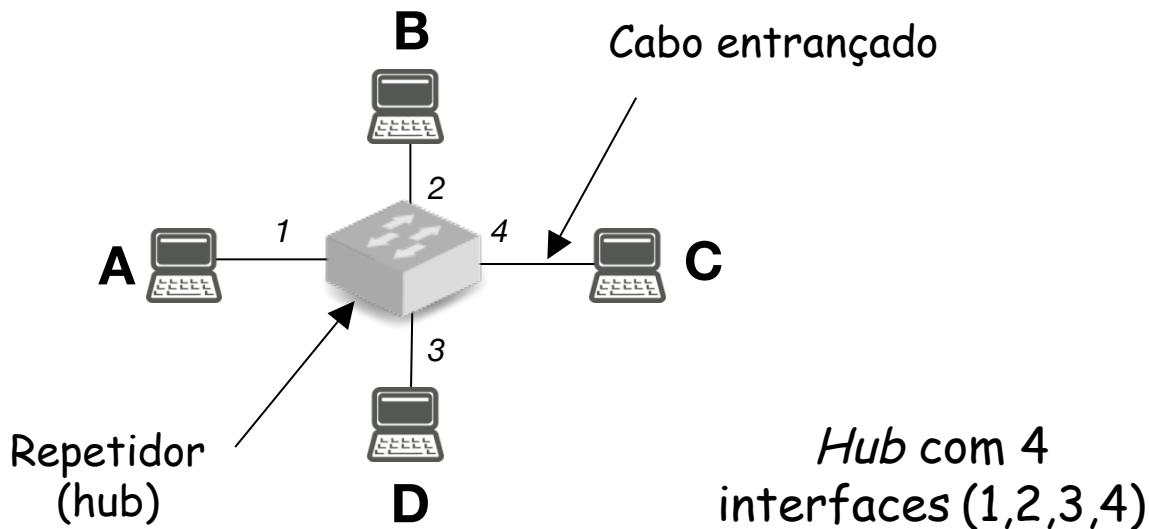 B
Cabo entrançado
2
1
4
A
C
3
Repetidor
(hub)
D
Hub com 4
interfaces (1,2,3,4)